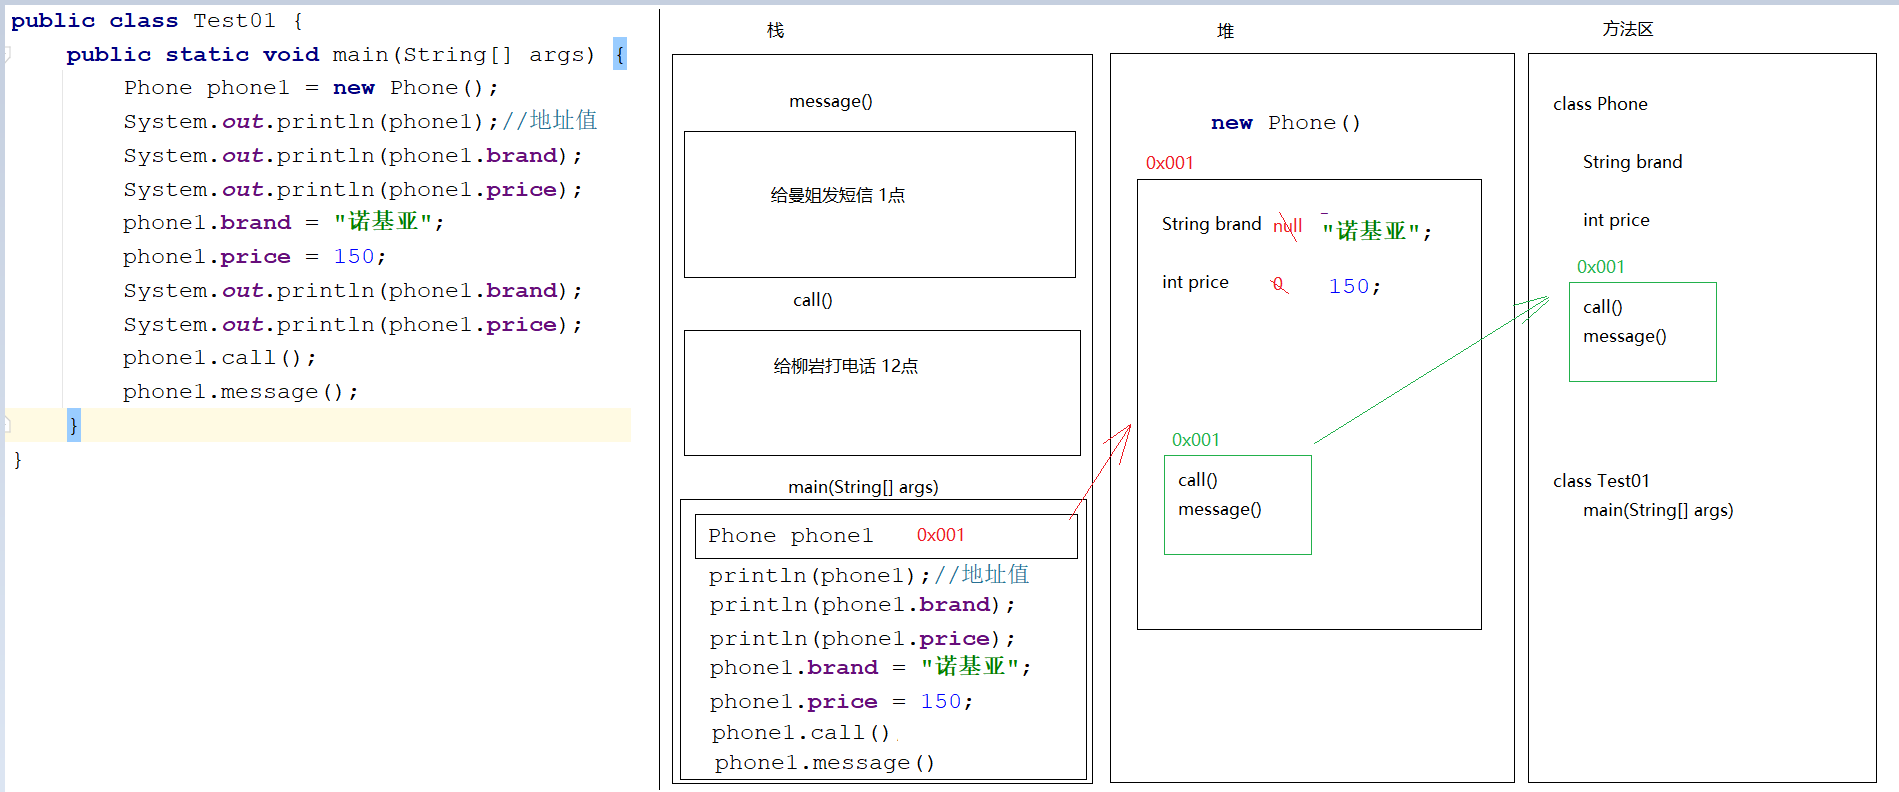 public class Test01 {
public static void main(String[] args) {
Phone phone1 = new Phone();
System.out.println(phone1);//地址值
System.out.println(phone1.brand);
System.out.println(phone1.price);
phone1.brand = "诺基亚";
phone1.price = 150;
System.out.println(phone1.brand);
System.out.println(phone1.price);
phone1.call();
phone1.message();
}
}
栈
message()
给曼姐发短信 1点
call()
给柳岩打电话 12点
main(String[] args)
Phone phone1 0x001
println(phone1);//地址值
println(phone1.brand);
println(phone1.price);
phone1.brand = "诺基亚";
phone1.price = 150;
phone1.call()
phone1.message()
堆
new Phone()
0x001
String brand null "诺基亚";
int price 0 150;
0x001
call()
message()
方法区
class Phone
String brand
int price
0x001
call()
message()
class Test01
main(String[] args)